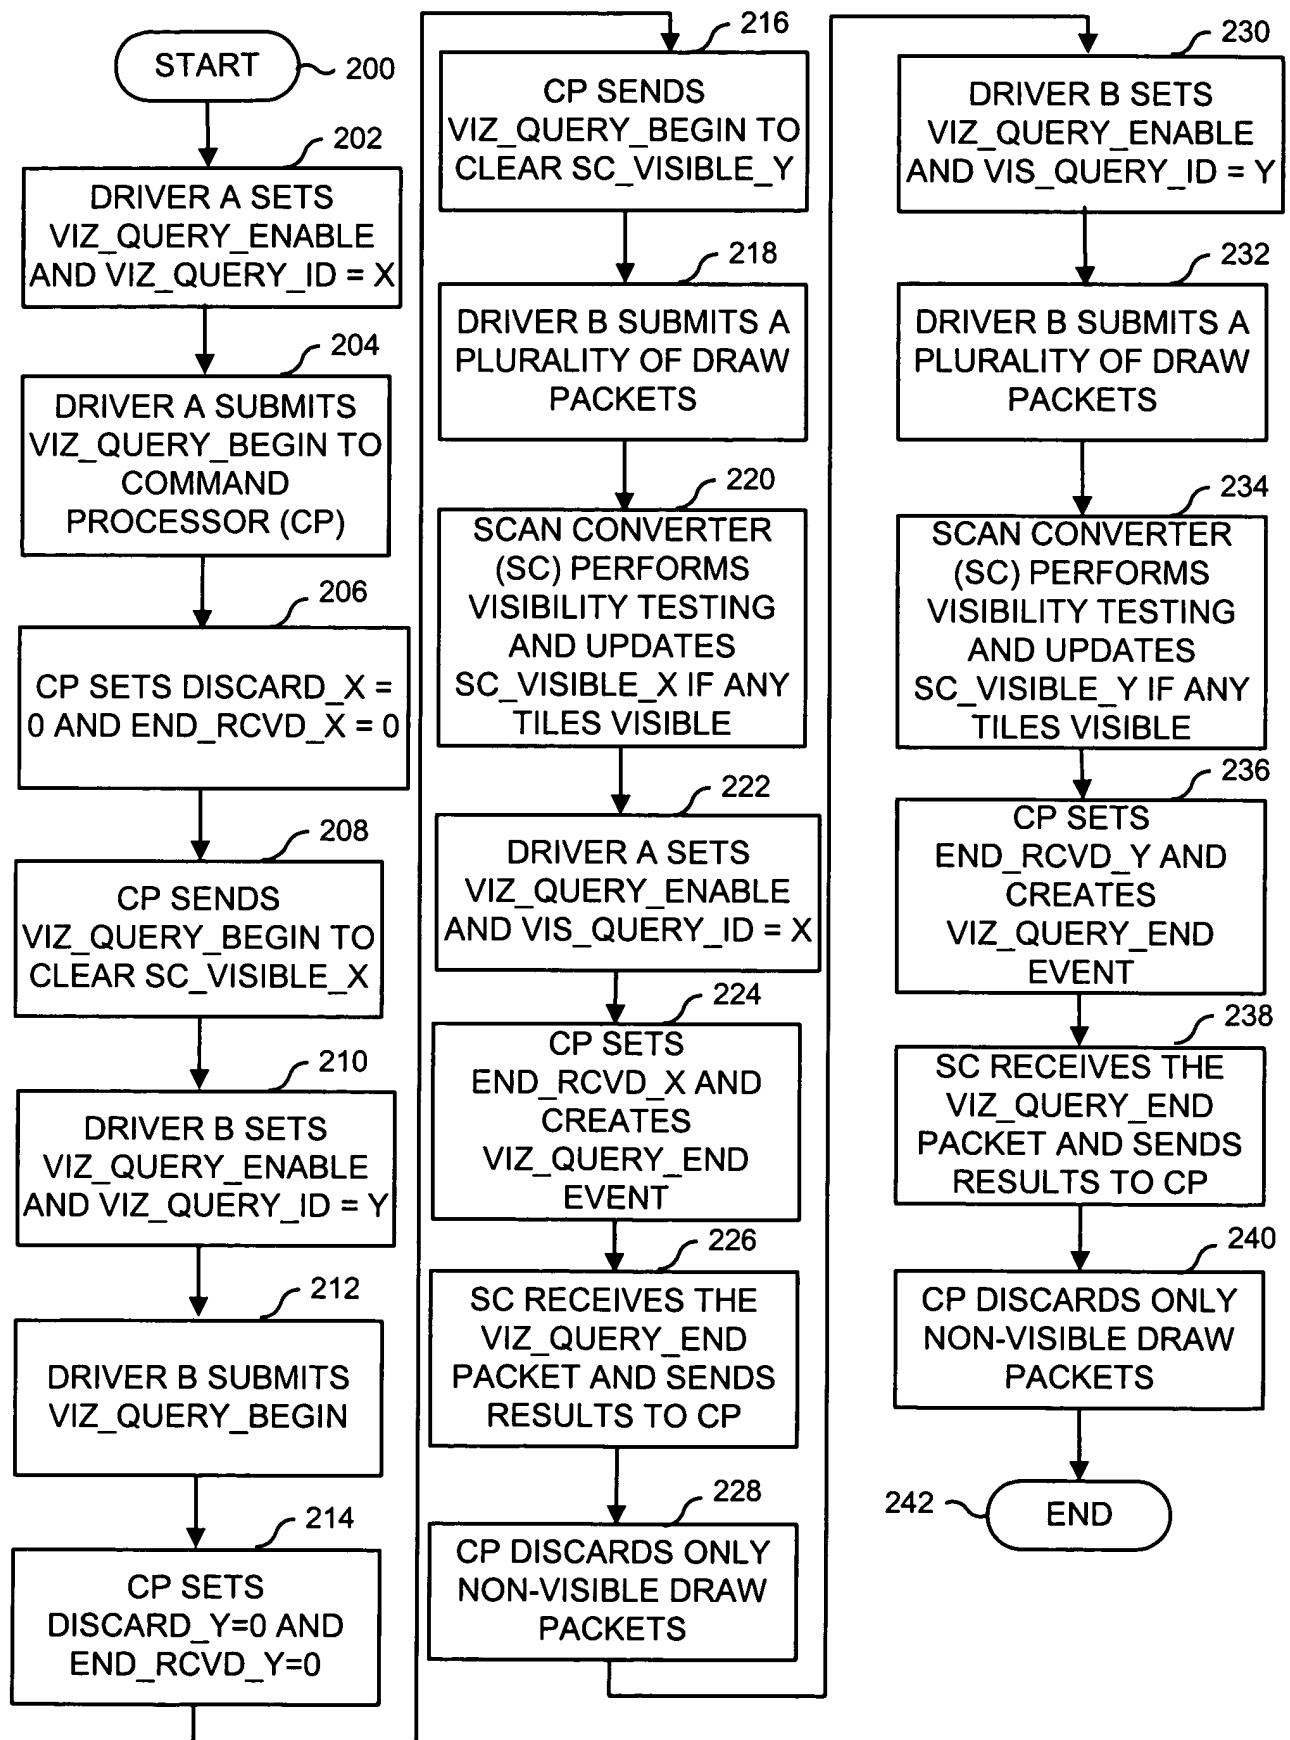 START
200
202
DRIVER A SETS
VIZ_QUERY_ENABLE
AND VIZ_QUERY_ID = X
204
DRIVER A SUBMITS
VIZ_QUERY_BEGIN TO
COMMAND
PROCESSOR (CP)
206
CP SETS DISCARD_X =
0 AND END_RCVD_X = 0
208
CP SENDS
VIZ_QUERY_BEGIN TO
CLEAR SC_VISIBLE_X
210
DRIVER B SETS
VIZ_QUERY_ENABLE
AND VIZ_QUERY_ID = Y
212
DRIVER B SUBMITS
VIZ_QUERY_BEGIN
214
CP SETS
DISCARD_Y=0 AND
END_RCVD_Y=0
216
CP SENDS
VIZ_QUERY_BEGIN TO
CLEAR SC_VISIBLE_Y
218
DRIVER B SUBMITS A
PLURALITY OF DRAW
PACKETS
220
SCAN CONVERTER
(SC) PERFORMS
VISIBILITY TESTING
AND UPDATES
SC_VISIBLE_X IF ANY
TILES VISIBLE
222
DRIVER A SETS
VIZ_QUERY_ENABLE
AND VIS_QUERY_ID = X
224
CP SETS
END_RCVD_X AND
CREATES
VIZ_QUERY_END
EVENT
226
SC RECEIVES THE
VIZ_QUERY_END
PACKET AND SENDS
RESULTS TO CP
228
CP DISCARDS ONLY
NON-VISIBLE DRAW
PACKETS
230
DRIVER B SETS
VIZ_QUERY_ENABLE
AND VIS_QUERY_ID = Y
232
DRIVER B SUBMITS A
PLURALITY OF DRAW
PACKETS
234
SCAN CONVERTER
(SC) PERFORMS
VISIBILITY TESTING
AND UPDATES
SC_VISIBLE_Y IF ANY
TILES VISIBLE
236
CP SETS
END_RCVD_Y AND
CREATES
VIZ_QUERY_END
EVENT
238
SC RECEIVES THE
VIZ_QUERY_END
PACKET AND SENDS
RESULTS TO CP
240
CP DISCARDS ONLY
NON-VISIBLE DRAW
PACKETS
242
END